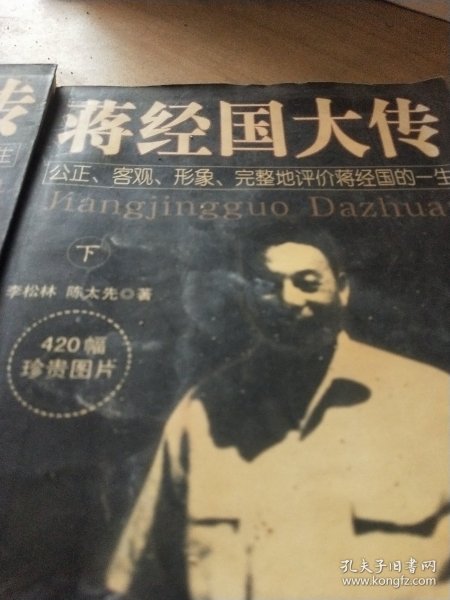 传
生
蒋经国大传
公正、客观、形象、完整地评价蒋经国的一生
Jiangjingguo Dazhua
下
李松林 陈太先◎著
420幅
珍贵图片
孔夫子旧书网
www.kongfz.com